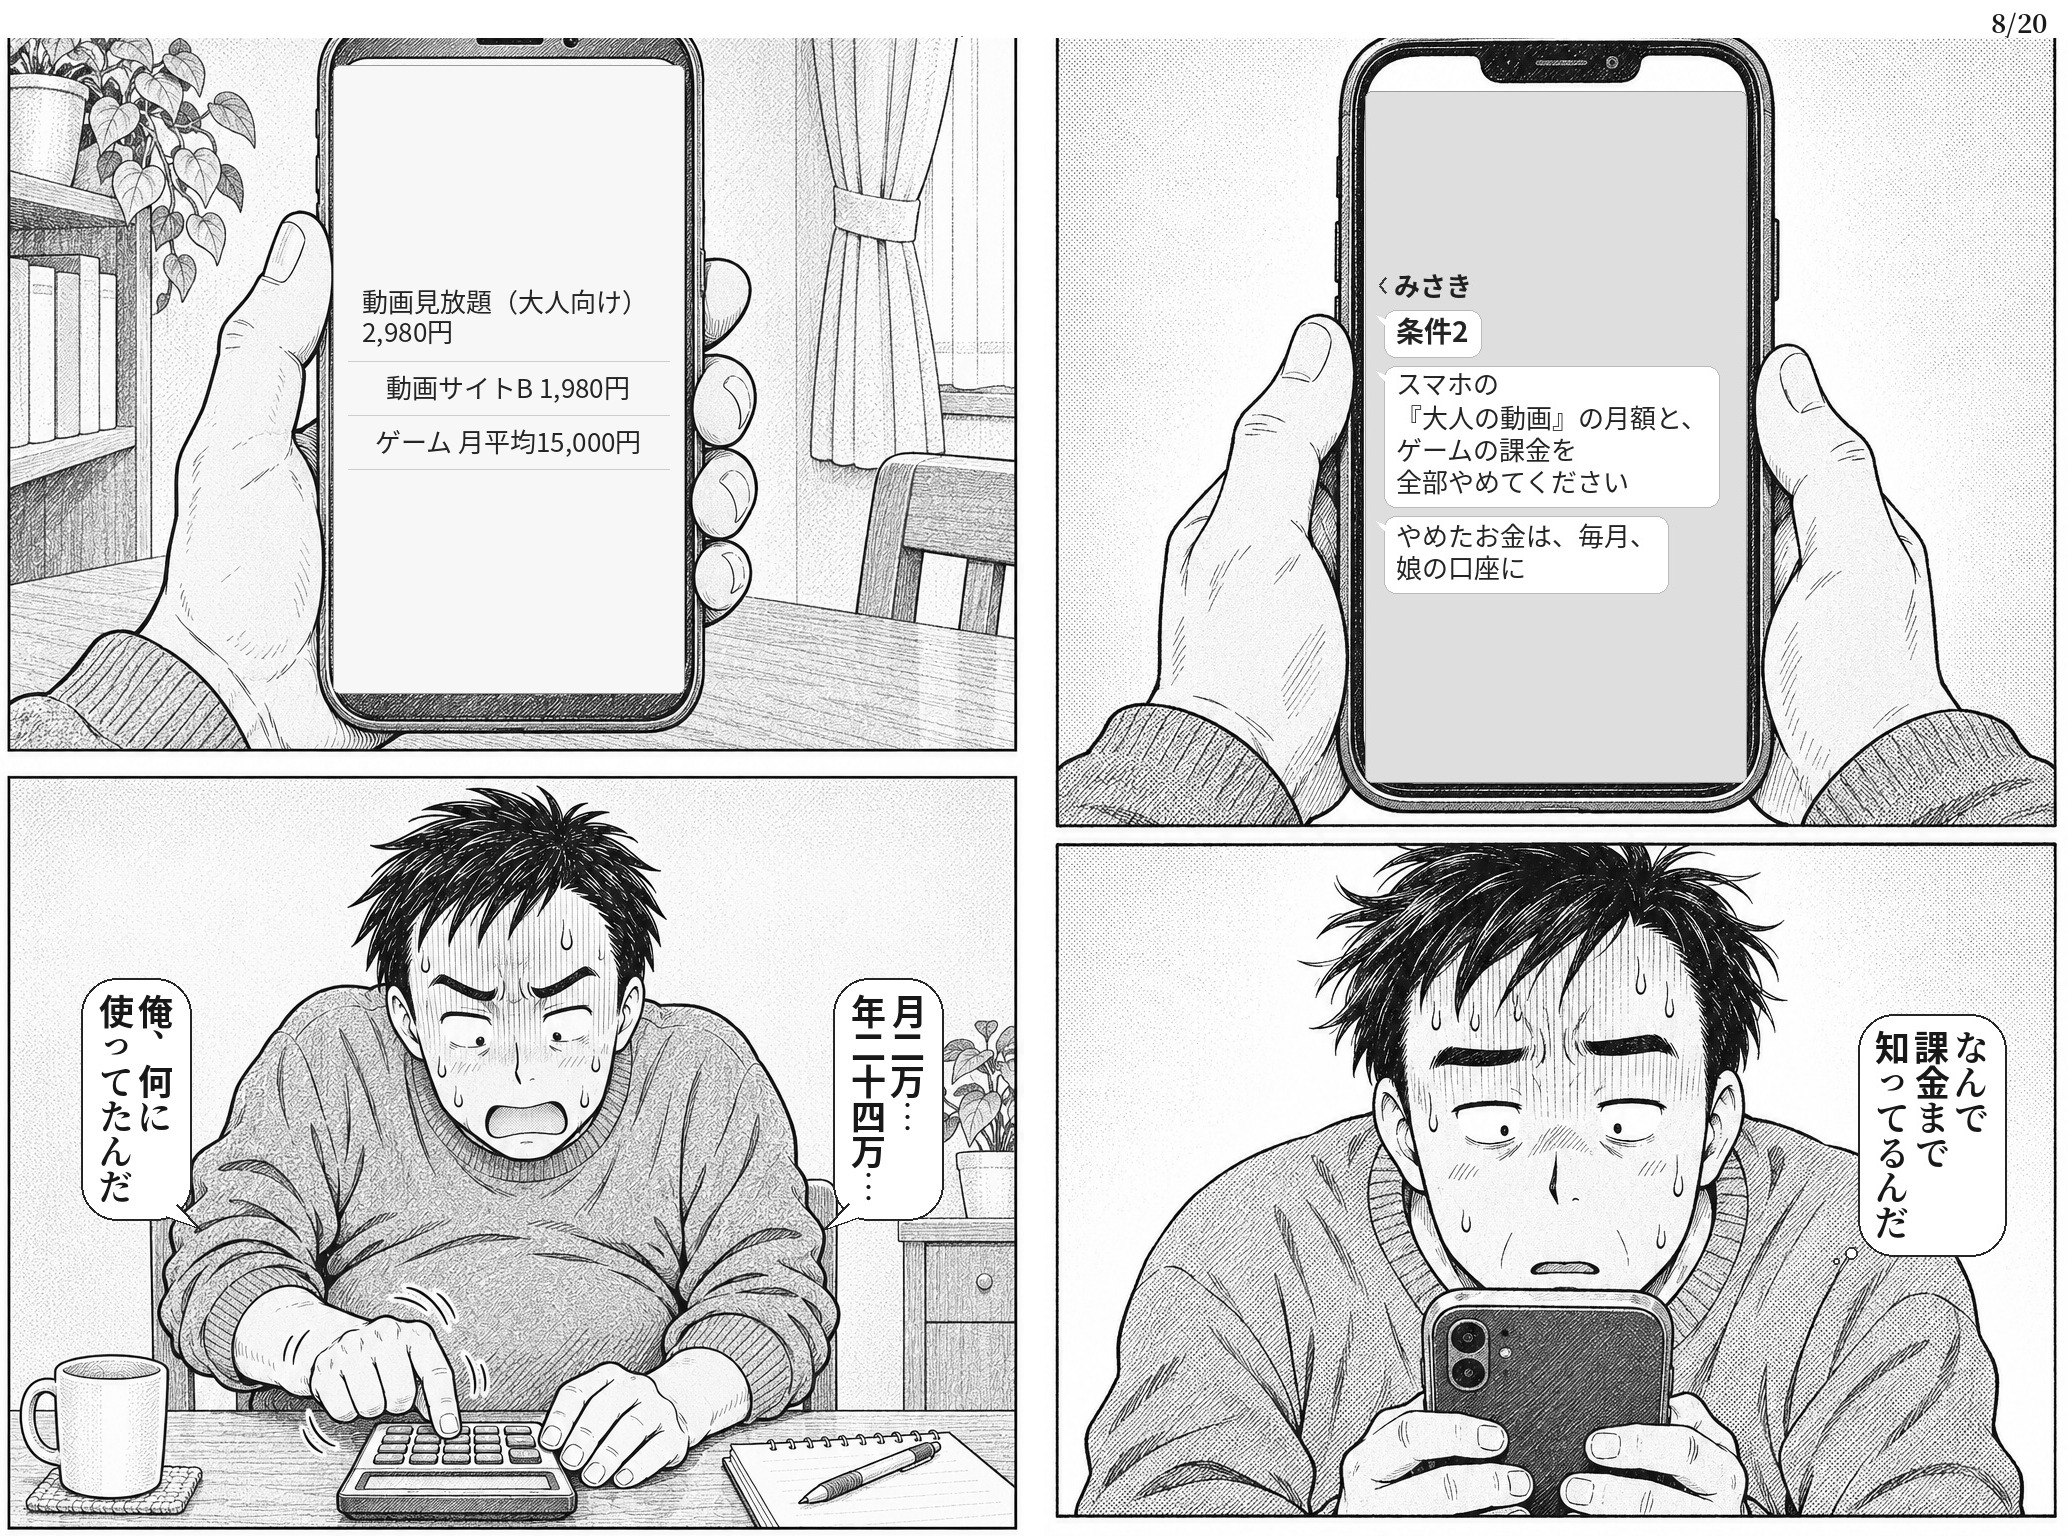 8/20
みさき
条件2
スマホの
『大人の動画』の月額と、
ゲームの課金を
全部やめてください
やめたお金は、毎月、
娘の口座に
なんで
課金まで
知ってるんだ
動画見放題（大人向け）
2,980円
動画サイトB 1,980円
ゲーム 月平均15,000円
月二万…
年二十四万…
俺、何に
使ってたんだ